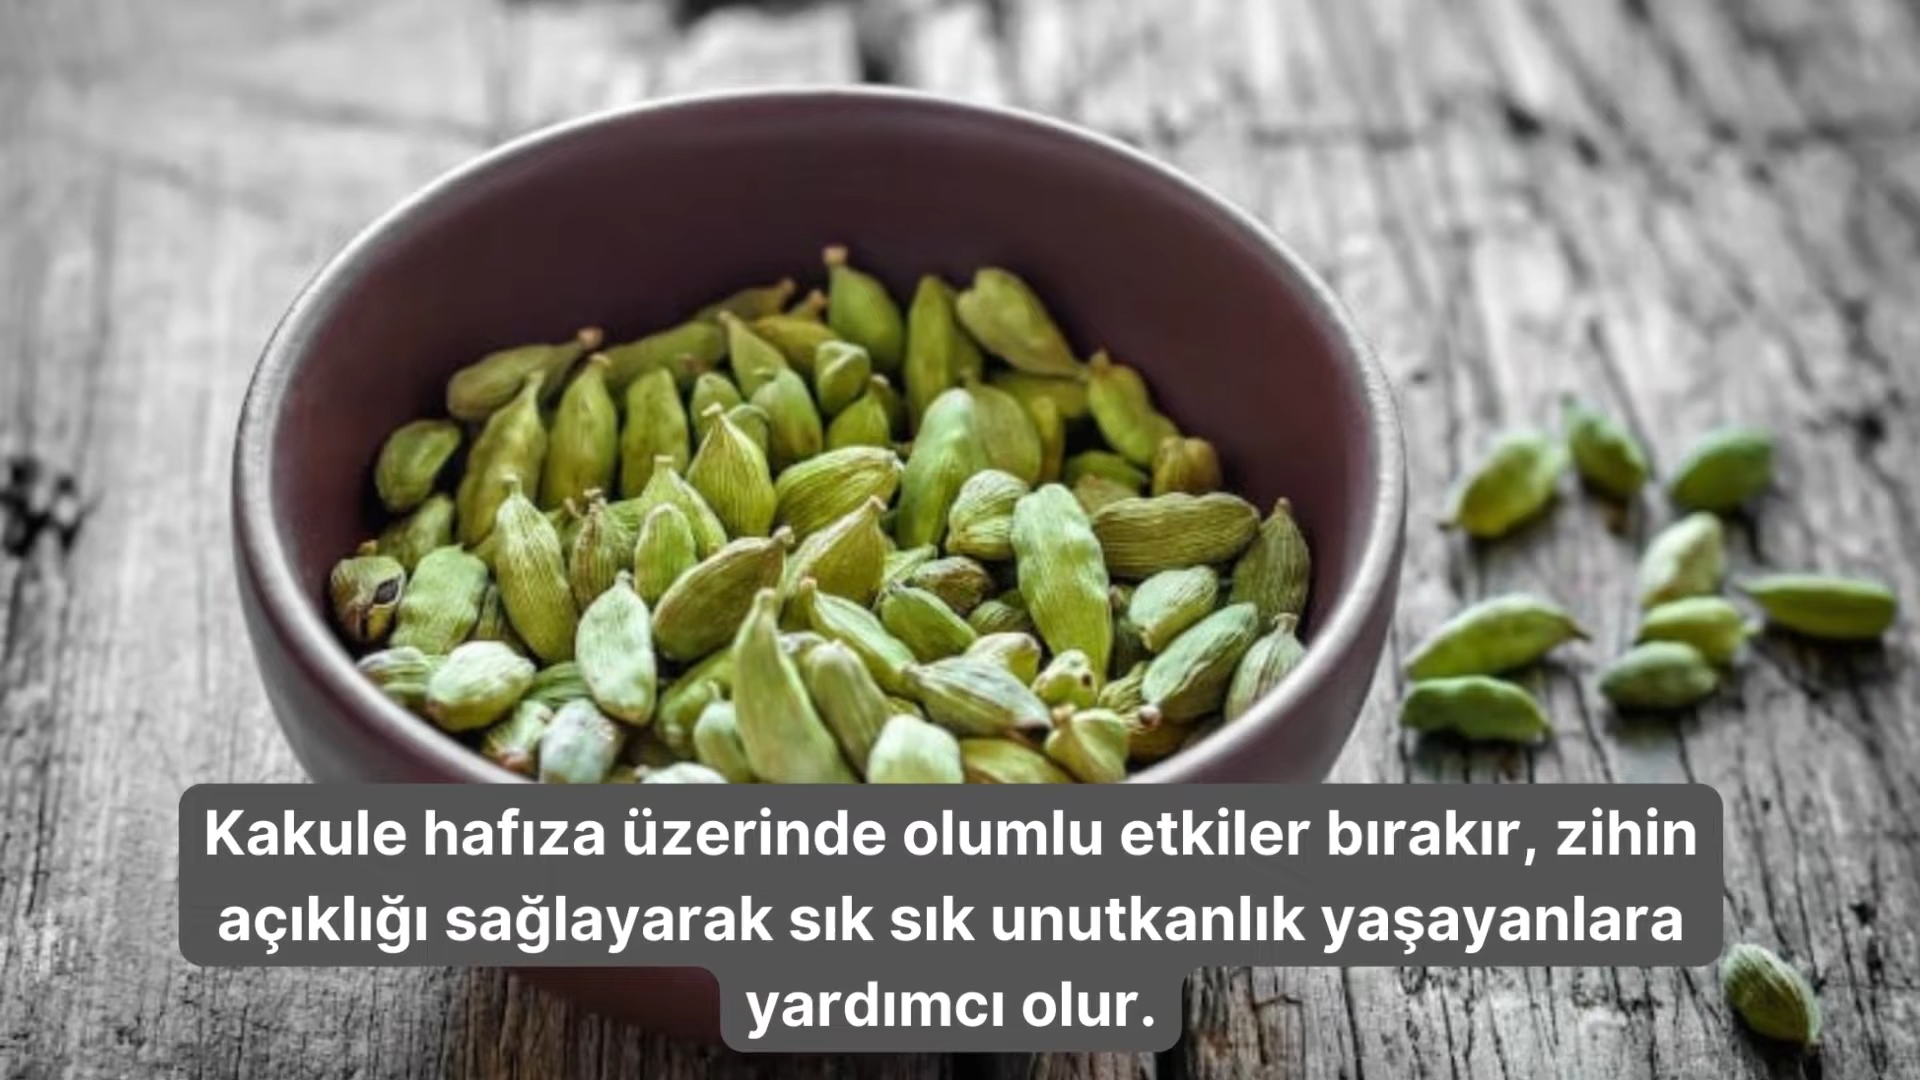 Kakule hafıza üzerinde olumlu etkiler bırakır, zihin
açıklığı sağlayarak sık sık unutkanlık yaşayanlara
yardımcı olur.